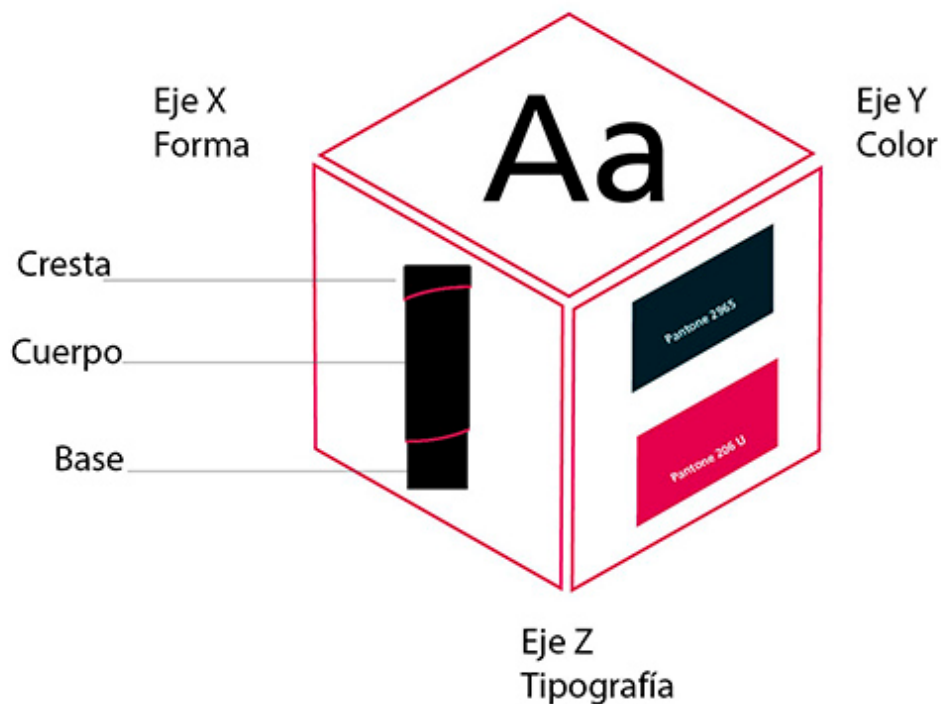 Eje X
Forma
Eje Y
Color
Aa
Cresta
Cuerpo
Base
Pantone 2965
Pantone 206 U
Eje Z
Tipografía